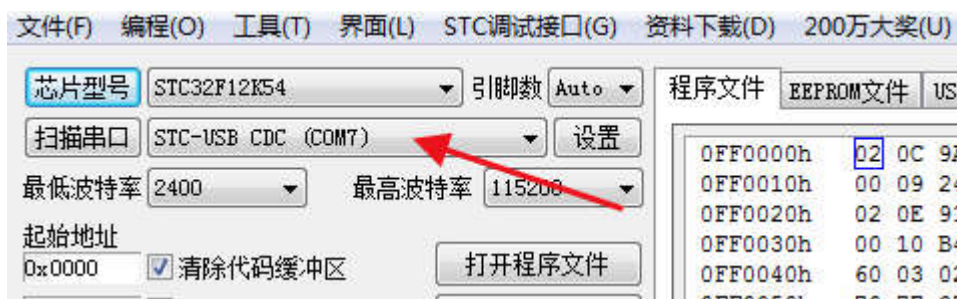 文件(F) 编程(O) 工具(T) 界面(L) STC调试接口(G) 资料下载(D) 200万大奖(U)
芯片型号 STC32F12K54 引脚数 Auto 程序文件 EEPROM文件
扫描串口 STC-USB CDC (COM7) 设置
0FF0000h 02 0C
最低波特率 2400 最高波特率 115200
0FF0010h 00 09
0FF0020h 02 0E
起始地址
0FF0030h 00 10
0x0000 清除代码缓冲区 打开程序文件
0FF0040h 60 03